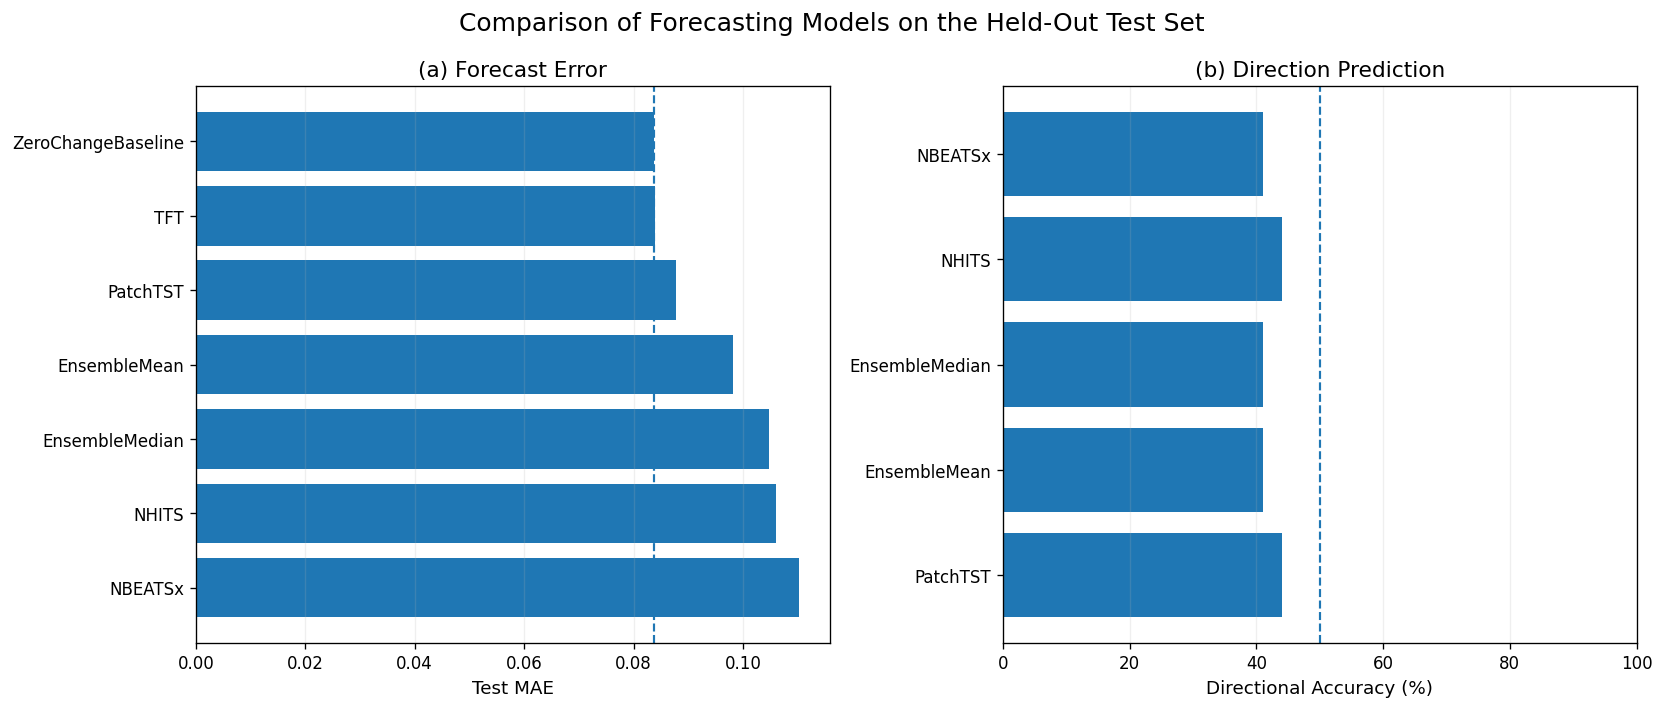 Comparison of Forecasting Models on the Held-Out Test Set
(a) Forecast Error
ZeroChangeBaseline
TFT
PatchTST
EnsembleMean
EnsembleMedian
NHITS
NBEATSx
0.00 0.02 0.04 0.06 0.08 0.10
Test MAE
(b) Direction Prediction
NBEATSx
NHITS
EnsembleMedian
EnsembleMean
PatchTST
0 20 40 60 80 100
Directional Accuracy (%)